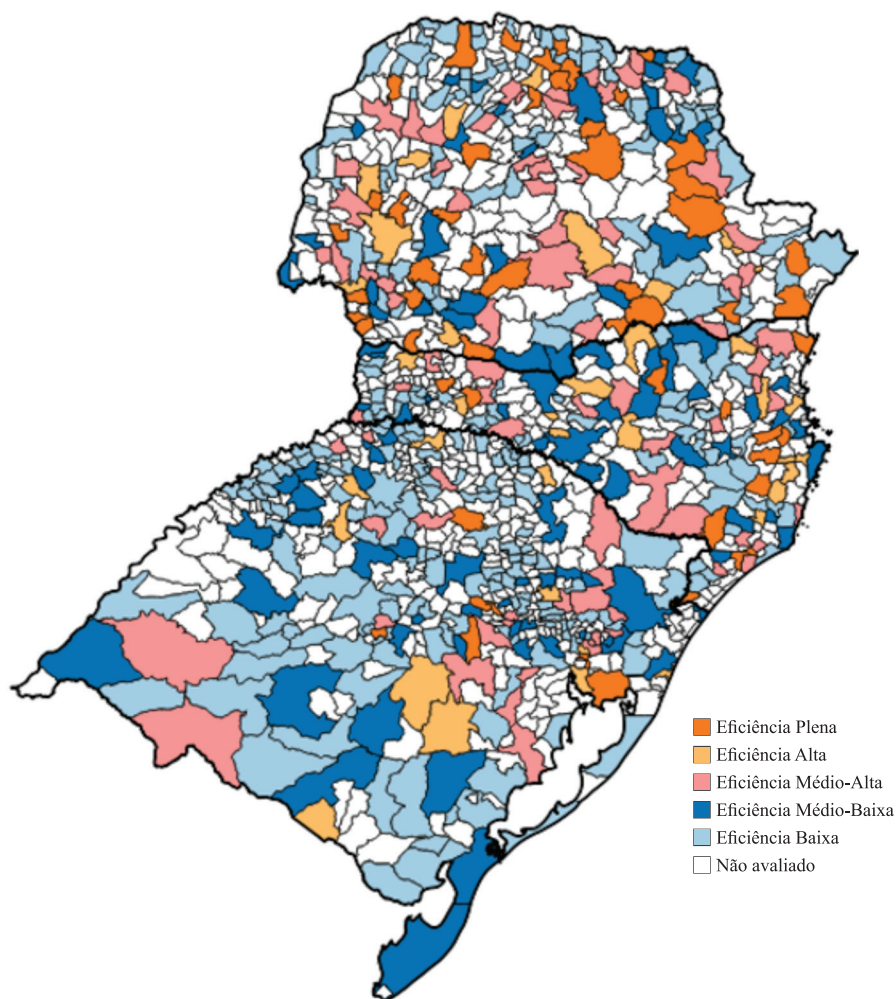 Eficiência Plena
Eficiência Alta
Eficiência Médio-Alta
Eficiência Médio-Baixa
Eficiência Baixa
Não avaliado